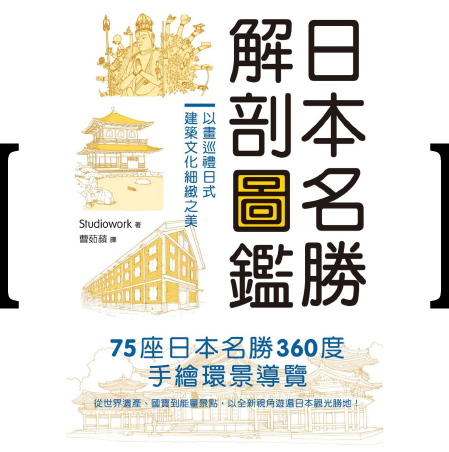 日本名勝
解剖圖鑑
以畫巡禮日式
建築文化細緻之美
Studiowork 著
曹茹蘋 譯
75座日本名勝360度
手繪環景導覽
從世界遺產、國寶到能量景點，以全新視角遊遍日本觀光勝地！